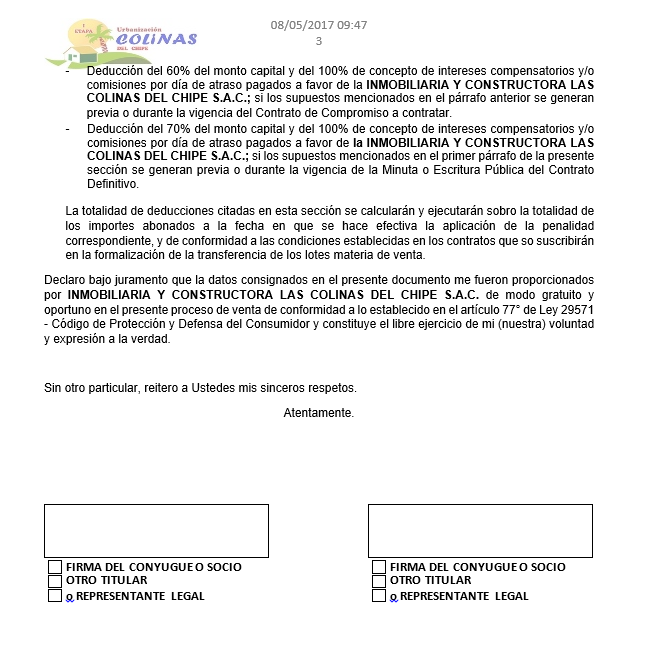 I
ETAPA
Urbanización
COLINAS
DEL CHIPE
08/05/2017 09:47
3
- Deducción del 60% del monto capital y del 100% de concepto de intereses compensatorios y/o
comisiones por día de atraso pagados a favor de la INMOBILIARIA Y CONSTRUCTORA LAS
COLINAS DEL CHIPE S.A.C.; si los supuestos mencionados en el párrafo anterior se generan
previa o durante la vigencia del Contrato de Compromiso a contratar.
- Deducción del 70% del monto capital y del 100% de concepto de intereses compensatorios y/o
comisiones por día de atraso pagados a favor de la INMOBILIARIA Y CONSTRUCTORA LAS
COLINAS DEL CHIPE S.A.C.; si los supuestos mencionados en el primer párrafo de la presente
sección se generan previa o durante la vigencia de la Minuta o Escritura Pública del Contrato
Definitivo.
La totalidad de deducciones citadas en esta sección se calcularán y ejecutarán sobre la totalidad de
los importes abonados a la fecha en que se hace efectiva la aplicación de la penalidad
correspondiente, y de conformidad a las condiciones establecidas en los contratos que so suscribirán
en la formalización de la transferencia de los lotes materia de venta.
Declaro bajo juramento que la datos consignados en el presente documento me fueron proporcionados
por INMOBILIARIA Y CONSTRUCTORA LAS COLINAS DEL CHIPE S.A.C. de modo gratuito y
oportuno en el presente proceso de venta de conformidad a lo establecido en el artículo 77° de Ley 29571
- Código de Protección y Defensa del Consumidor y constituye el libre ejercicio de mi (nuestra) voluntad
y expresión a la verdad.
Sin otro particular, reitero a Ustedes mis sinceros respetos.
Atentamente.
FIRMA DEL CONYUGUE O SOCIO
OTRO TITULAR
o REPRESENTANTE LEGAL
FIRMA DEL CONYUGUE O SOCIO
OTRO TITULAR
o REPRESENTANTE LEGAL